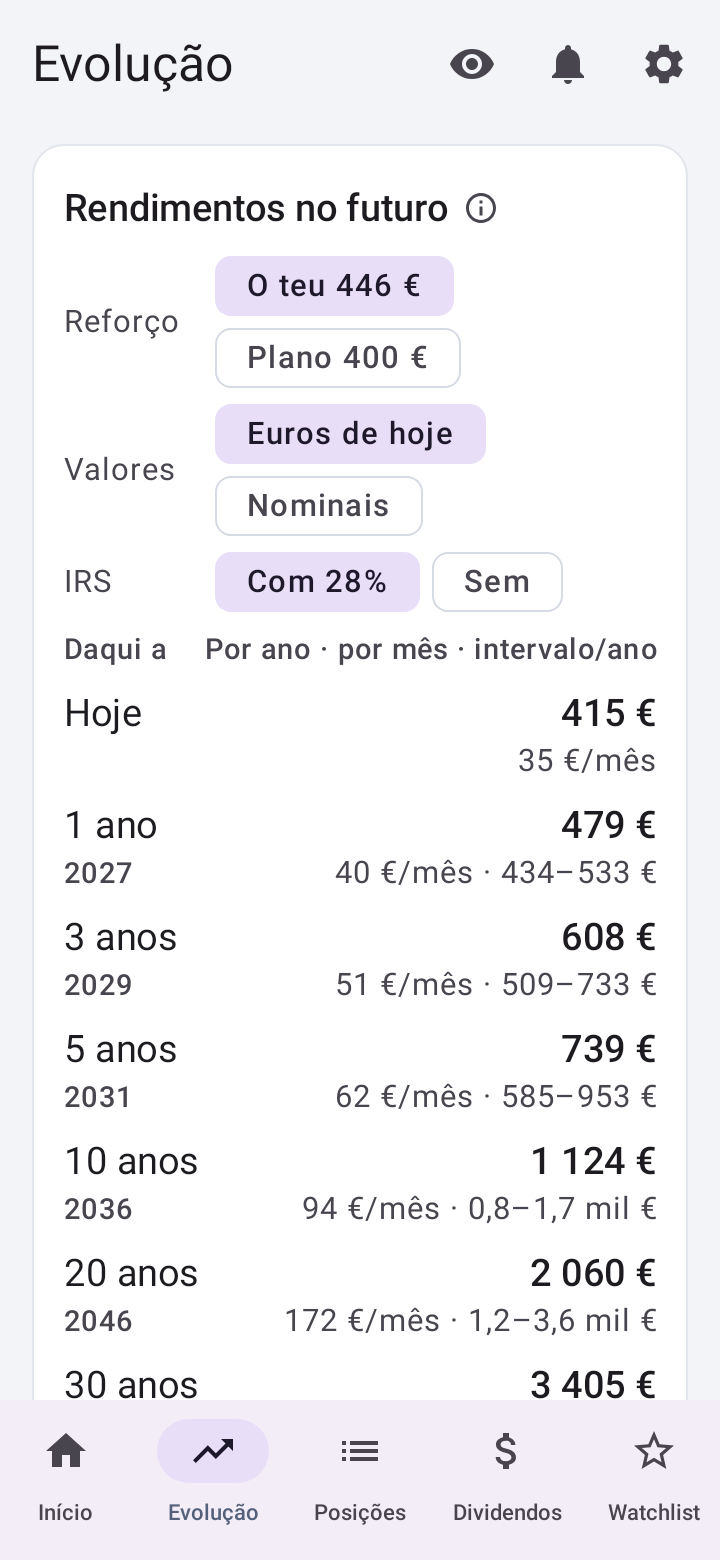 Evolução
Rendimentos no futuro
Reforço
O teu 446 €
Plano 400 €
Valores
Euros de hoje
Nominais
IRS
Com 28%
Sem
Daqui a
Por ano · por mês · intervalo/ano
Hoje
415 €
35 €/mês
1 ano
479 €
2027
40 €/mês · 434–533 €
3 anos
608 €
2029
51 €/mês · 509–733 €
5 anos
739 €
2031
62 €/mês · 585–953 €
10 anos
1 124 €
2036
94 €/mês · 0,8–1,7 mil €
20 anos
2 060 €
2046
172 €/mês · 1,2–3,6 mil €
30 anos
3 405 €
Início
Evolução
Posições
Dividendos
Watchlist